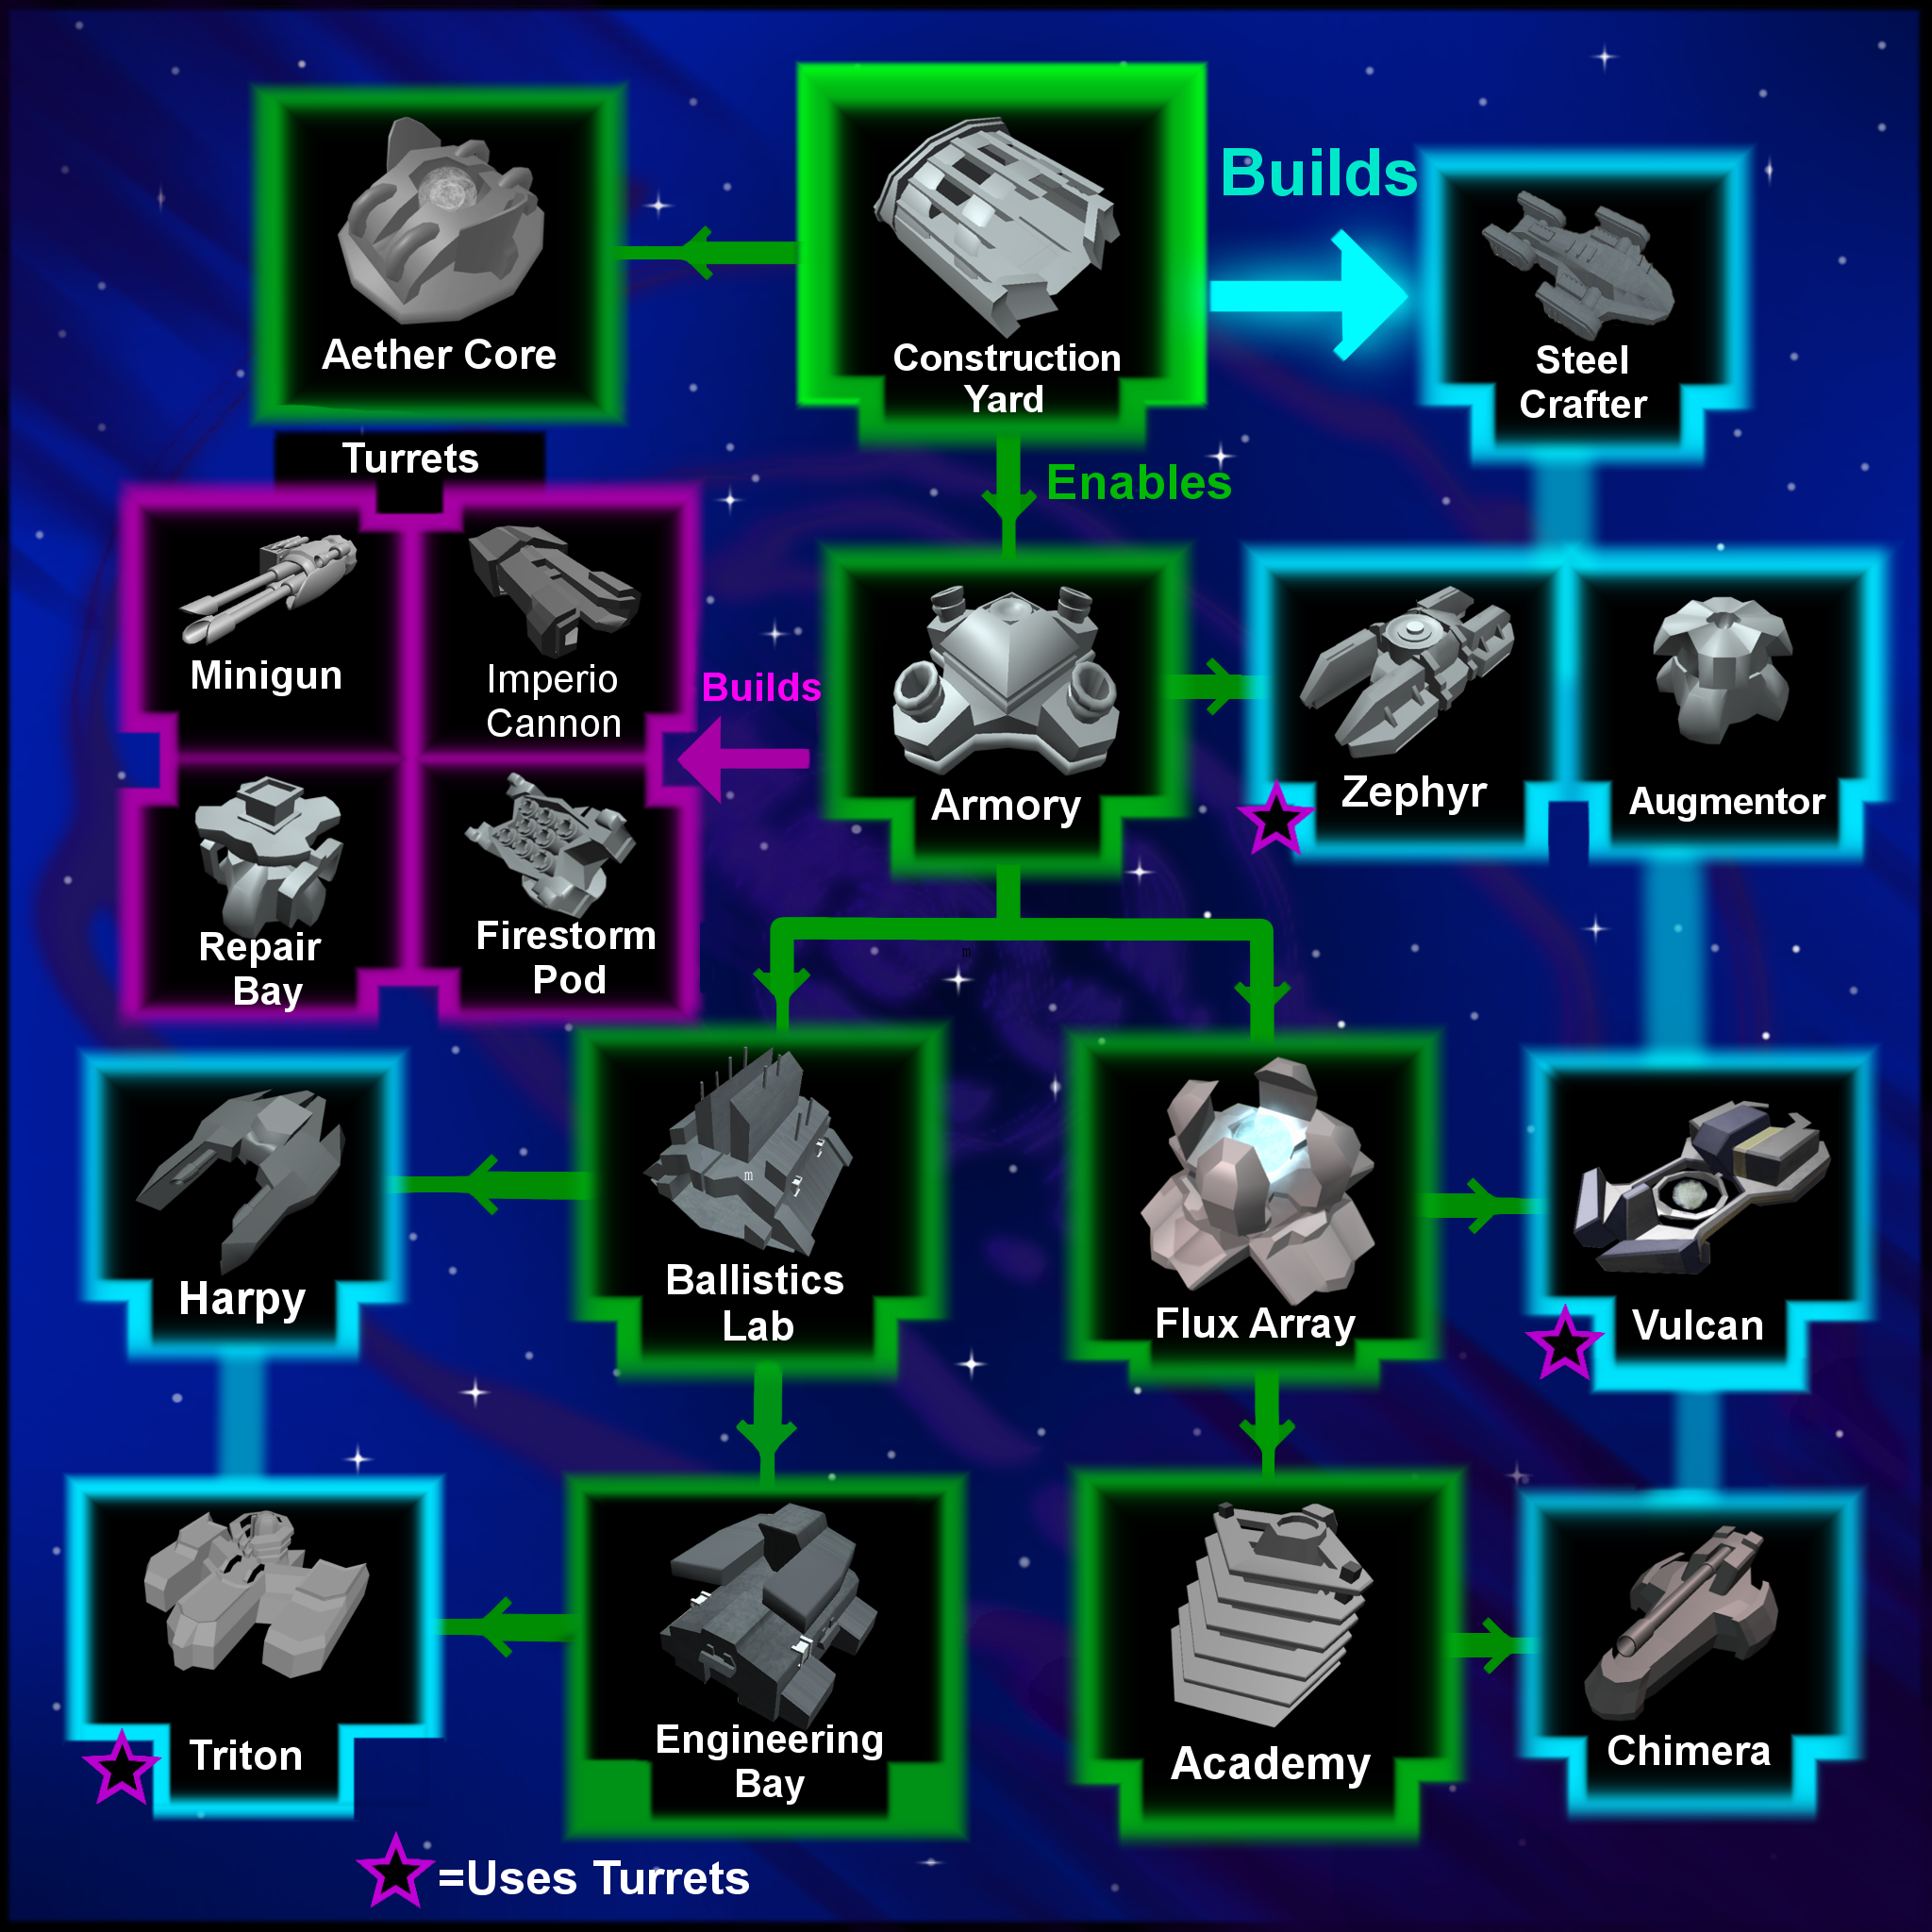 Aether Core
Construction
Yard
Builds
Steel
Crafter
Turrets
Enables
Minigun
Imperio
Cannon
Builds
Armory
Zephyr
Augmentor
Repair
Bay
Firestorm
Pod
m
Harpy
m
Ballistics
Lab
Flux Array
Vulcan
Triton
Engineering
Bay
Academy
Chimera
=Uses Turrets